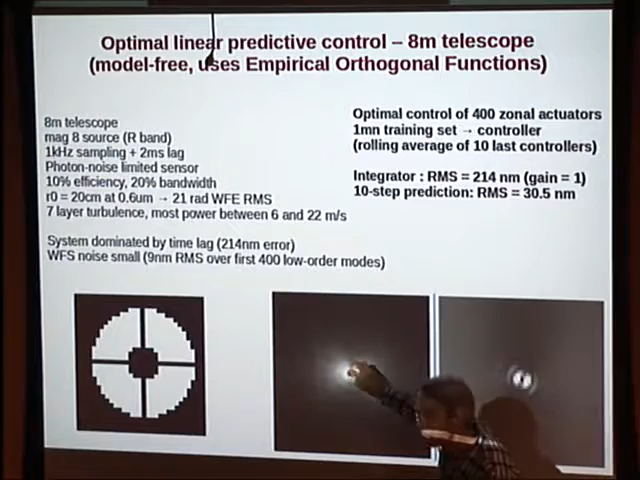 Optimal linear predictive control – 8m telescope
(model-free, uses Empirical Orthogonal Functions)
8m telescope
mag 8 source (R band)
1kHz sampling + 2ms lag
Photon-noise limited sensor
10% efficiency, 20% bandwidth
r0 = 20cm at 0.6um → 21 rad WFE RMS
7 layer turbulence, most power between 6 and 22 m/s
System dominated by time lag (214nm error)
WFS noise small (9nm RMS over first 400 low-order modes)
Optimal control of 400 zonal actuators
1mn training set → controller
(rolling average of 10 last controllers)
Integrator : RMS = 214 nm (gain = 1)
10-step prediction: RMS = 30.5 nm